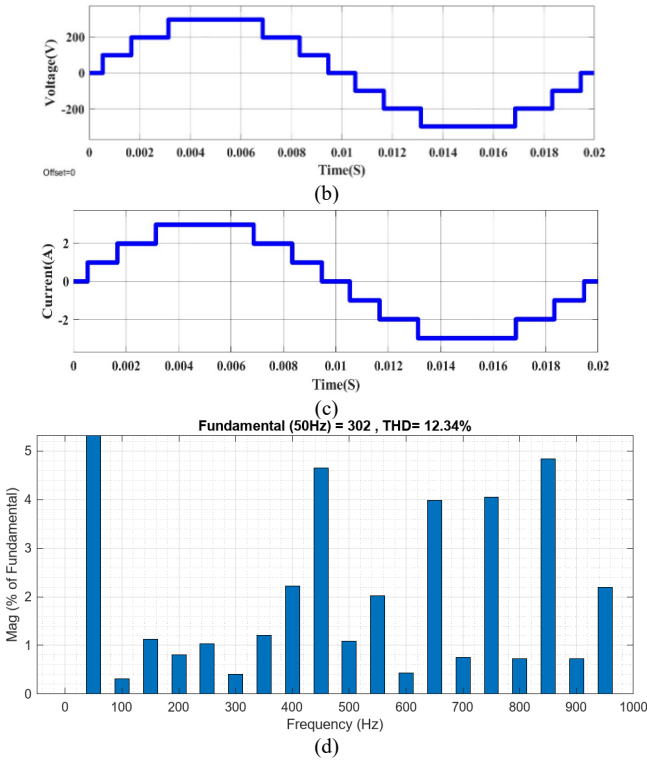 Voltage(V)
200
0
-200
0 0.002 0.004 0.006 0.008 0.01 0.012 0.014 0.016 0.018 0.02
Offset=0
Time(S)
(b)
Current(A)
2
0
-2
0 0.002 0.004 0.006 0.008 0.01 0.012 0.014 0.016 0.018 0.02
Time(S)
(c)
Fundamental (50Hz) = 302 , THD= 12.34%
Mag (% of Fundamental)
5
4
3
2
1
0
0 100 200 300 400 500 600 700 800 900 1000
Frequency (Hz)
(d)